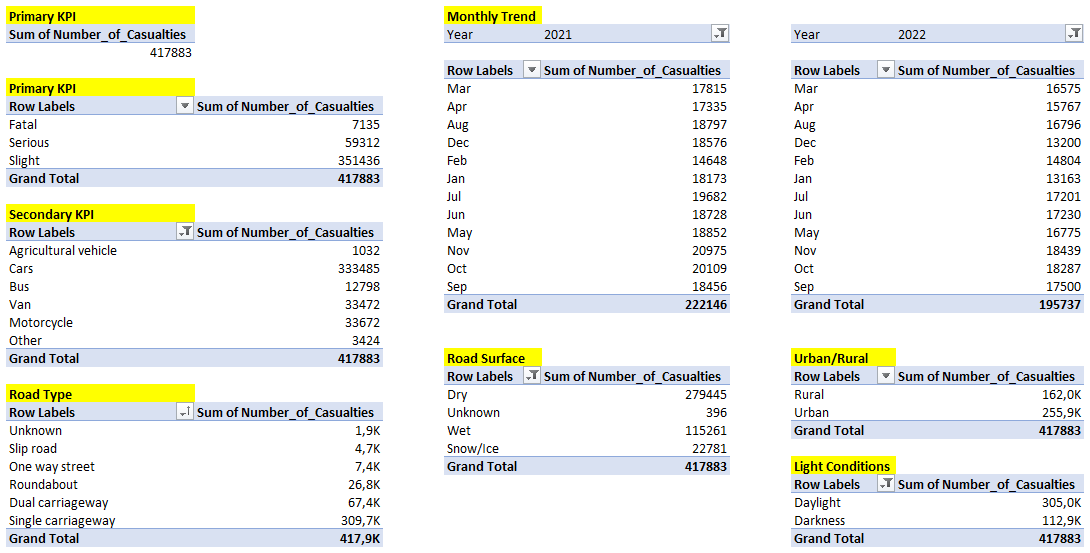 Primary KPI
Sum of Number_of_Casualties
417883
Primary KPI
Row Labels Sum of Number_of_Casualties
Fatal 7135
Serious 59312
Slight 351436
Grand Total 417883
Secondary KPI
Row Labels Sum of Number_of_Casualties
Agricultural vehicle 1032
Cars 333485
Bus 12798
Van 33472
Motorcycle 33672
Other 3424
Grand Total 417883
Road Type
Row Labels Sum of Number_of_Casualties
Unknown 1,9K
Slip road 4,7K
One way street 7,4K
Roundabout 26,8K
Dual carriageway 67,4K
Single carriageway 309,7K
Grand Total 417,9K
Monthly Trend
Year 2021
Row Labels Sum of Number_of_Casualties
Mar 17815
Apr 17335
Aug 18797
Dec 18576
Feb 14648
Jan 18173
Jul 19682
Jun 18728
May 18852
Nov 20975
Oct 20109
Sep 18456
Grand Total 222146
Year 2022
Row Labels Sum of Number_of_Casualties
Mar 16575
Apr 15767
Aug 16796
Dec 13200
Feb 14804
Jan 13163
Jul 17201
Jun 17230
May 16775
Nov 18439
Oct 18287
Sep 17500
Grand Total 195737
Road Surface
Row Labels Sum of Number_of_Casualties
Dry 279445
Unknown 396
Wet 115261
Snow/Ice 22781
Grand Total 417883
Urban/Rural
Row Labels Sum of Number_of_Casualties
Rural 162,0K
Urban 255,9K
Grand Total 417883
Light Conditions
Row Labels Sum of Number_of_Casualties
Daylight 305,0K
Darkness 112,9K
Grand Total 417883